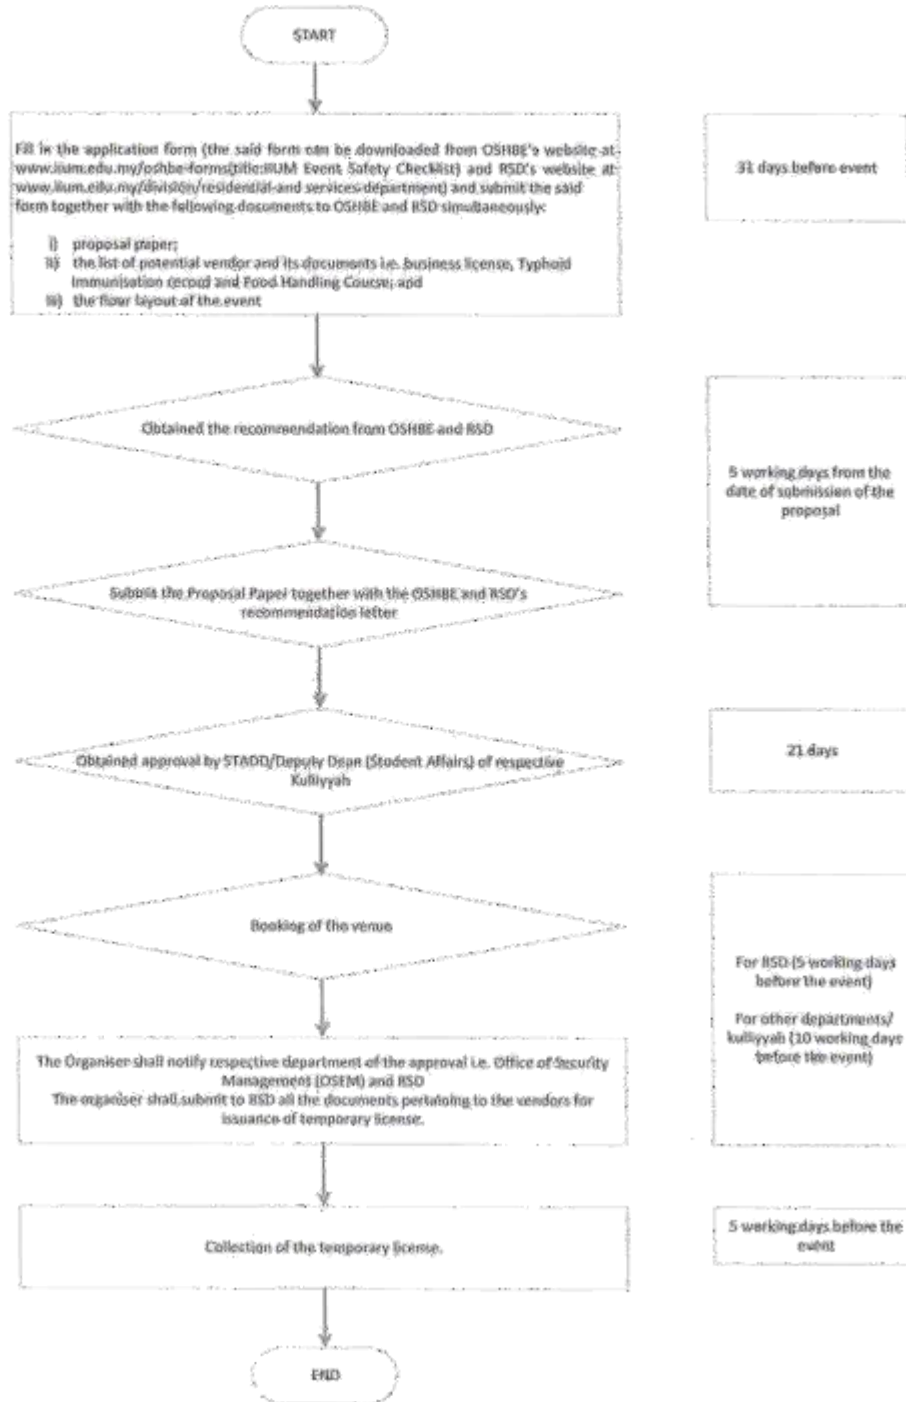 START
Fill in the application form (the said form can be downloaded from OSHBE's website at
www.iium.edu.my/oshbe-forms(title:IIUM Event Safety Checklist) and RSD's website at
www.iium.edu.my/division/residential-and services-department) and submit the said
form together with the following documents to OSHBE and RSD simultaneously:
i) proposal paper;
ii) the list of potential vendor and its documents i.e. business license, Typhoid
Immunisation record and Food Handling Course; and
iii) the floor layout of the event
31 days before event
Obtained the recommendation from OSHBE and RSD
5 working days from the
date of submission of the
proposal
Submit the Proposal Paper together with the OSHBE and RSD's
recommendation letter
Obtained approval by STADD/Deputy Dean (Student Affairs) of respective
Kulliyyah
21 days
Booking of the venue
For RSD (5 working days
before the event)
For other departments/
kulliyyah (10 working days
before the event)
The Organiser shall notify respective department of the approval i.e. Office of Security
Management (OSEM) and RSD
The organiser shall submit to RSD all the documents pertaining to the vendors for
issuance of temporary license.
Collection of the temporary license.
5 working days before the
event
END